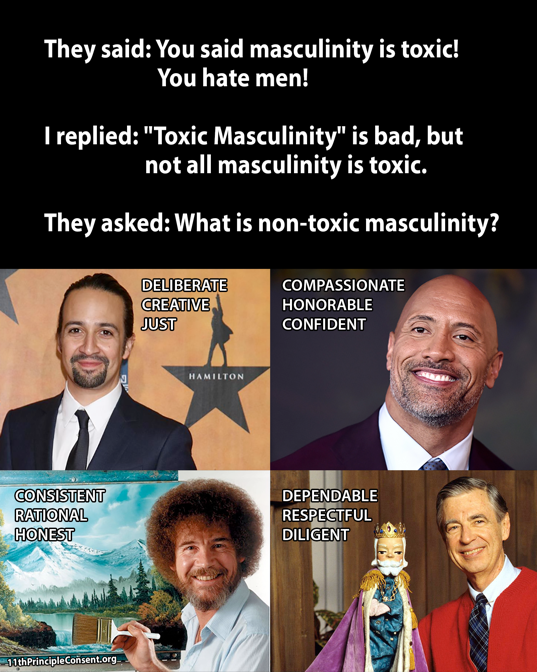 They said: You said masculinity is toxic!
You hate men!
I replied: "Toxic Masculinity" is bad, but
not all masculinity is toxic.
They asked: What is non-toxic masculinity?
DELIBERATE
CREATIVE
JUST
HAMILTON
COMPASSIONATE
HONORABLE
CONFIDENT
CONSISTENT
RATIONAL
HONEST
DEPENDABLE
RESPECTFUL
DILIGENT
11thPrincipleConsent.org